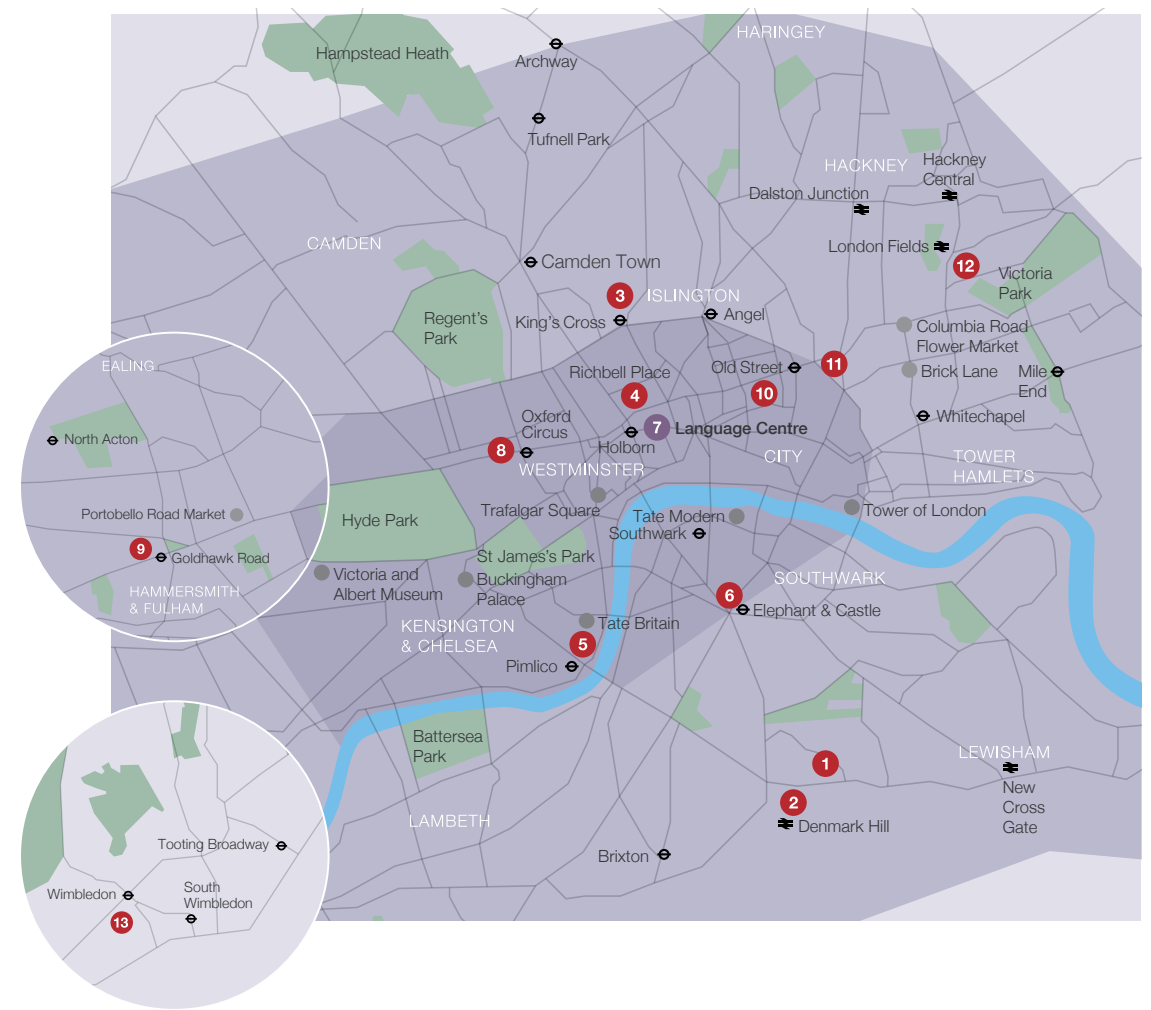 HARINGEY
Hampstead Heath
Archway
Tufnell Park
HACKNEY
Hackney
Central
Dalston Junction
CAMDEN
London Fields
12
Camden Town
Victoria
Park
3
ISLINGTON
Regent's
Park
King's Cross
Angel
Columbia Road
Flower Market
EALING
11
Richbell Place
Old Street
Brick Lane
Mile
End
4
10
Oxford
Circus
Whitechapel
7
Language Centre
North Acton
8
Holborn
WESTMINSTER
CITY
TOWER
HAMLETS
Portobello Road Market
Hyde Park
Trafalgar Square
Tate Modern
Tower of London
Southwark
9
Goldhawk Road
St James's Park
Victoria and
Albert Museum
Buckingham
Palace
SOUTHWARK
HAMMERSMITH
& FULHAM
6
Elephant & Castle
KENSINGTON
& CHELSEA
Tate Britain
5
Pimlico
Battersea
Park
1
LEWISHAM
New
Cross
Gate
2
Denmark Hill
LAMBETH
Brixton
Tooting Broadway
Wimbledon
South
Wimbledon
13